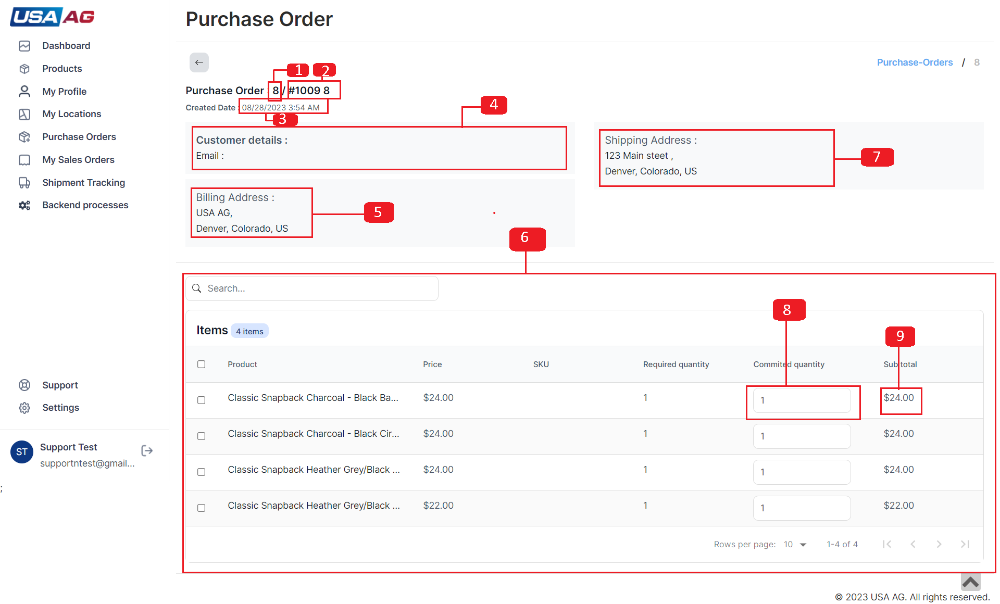 USA AG
Purchase Order
Dashboard
Products
My Profile
My Locations
Purchase Orders
My Sales Orders
Shipment Tracking
Backend processes
Support
Settings
ST
Support Test
supportntest@gmail...
;
Purchase-Orders / 8
1
2
Purchase Order : 8 / #1009 8
Created Date : 08/28/2023 3:54 AM
3
4
Customer details :
Email :
Shipping Address :
123 Main steet ,
Denver, Colorado, US
7
Billing Address :
USA AG,
Denver, Colorado, US
5
6
Search...
8
Items 4 items
9
Product Price SKU Required quantity Commited quantity Sub total
Classic Snapback Charcoal - Black Ba... $24.00 1 1 $24.00
Classic Snapback Charcoal - Black Cir... $24.00 1 1 $24.00
Classic Snapback Heather Grey/Black ... $24.00 1 1 $24.00
Classic Snapback Heather Grey/Black ... $22.00 1 1 $22.00
Rows per page: 10 1-4 of 4
© 2023 USA AG. All rights reserved.